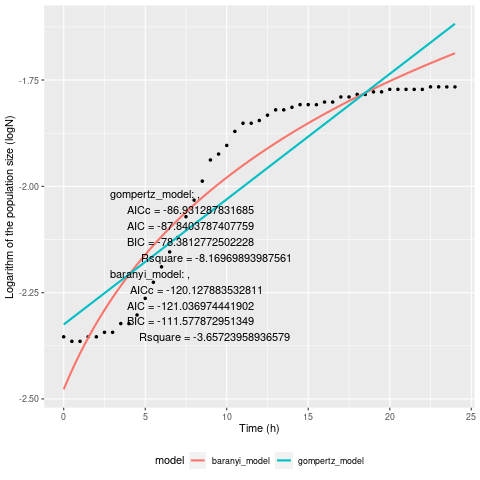 -1.75
-2.00
-2.25
-2.50
Logarithm of the population size (logN)
gompertz_model: ,
AICc = -86.931287831685
AIC = -87.8403787407759
BIC = -78.3812772502228
Rsquare = -8.16969893987561
baranyi_model: ,
AICc = -120.127883532811
AIC = -121.036974441902
BIC = -111.577872951349
Rsquare = -3.65723958936579
0 5 10 15 20 25
Time (h)
model baranyi_model gompertz_model